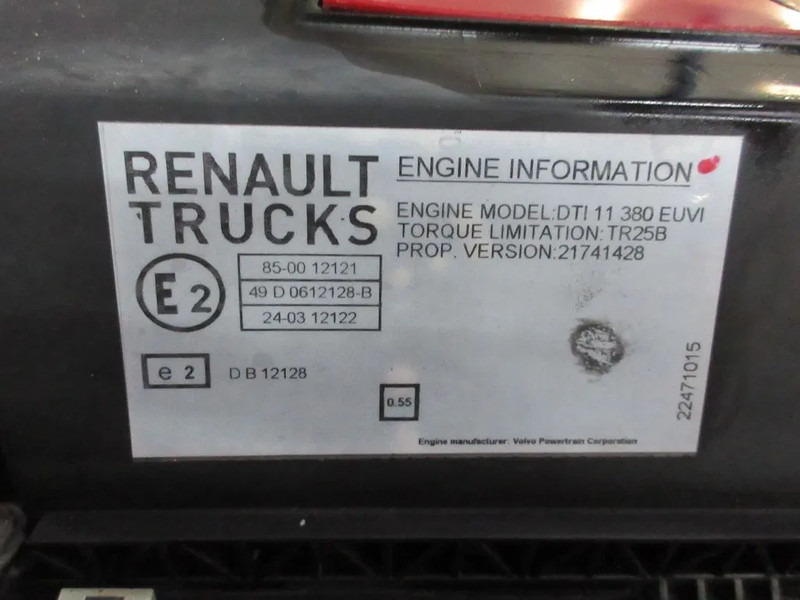 RENAULT
TRUCKS
ENGINE INFORMATION
ENGINE MODEL:DTI 11 380 EUVI
TORQUE LIMITATION:TR25B
PROP. VERSION:21741428
E2
85-00 12121
49 D 0612128-B
24-03 12122
e 2
D B 12128
0.55
22471015
Engine manufacturer: Volvo Powertrain Corporation